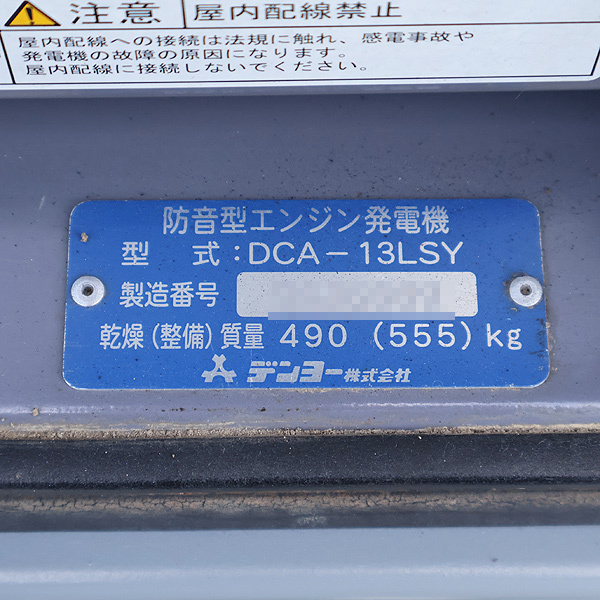 注意 屋内配線禁止
屋内配線への接続は法規に触れ、感電事故や
発電機の故障の原因になります。
屋内配線に接続しないでください。
防音型エンジン発電機
型 式:DCA-13LSY
製造番号
乾燥(整備)質量 490 (555) kg
デンヨー株式会社